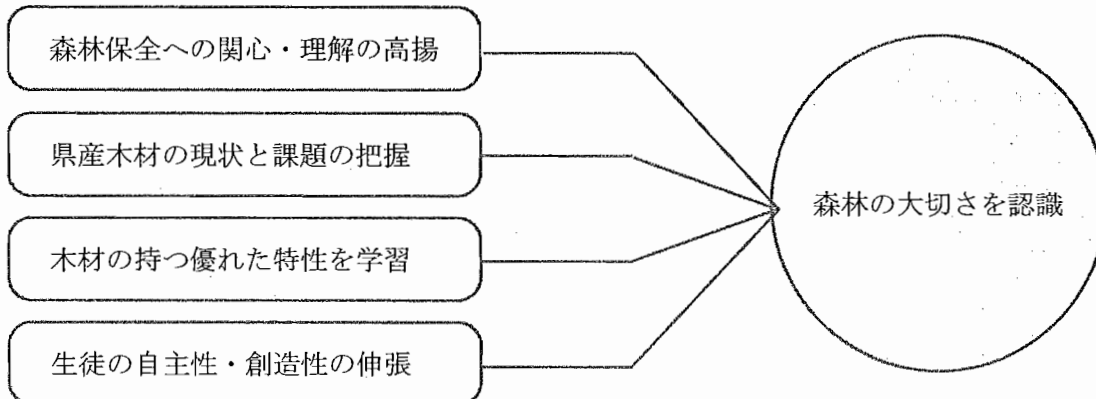 森林保全への関心・理解の高揚
県産木材の現状と課題の把握
木材の持つ優れた特性を学習
生徒の自主性・創造性の伸張
森林の大切さを認識